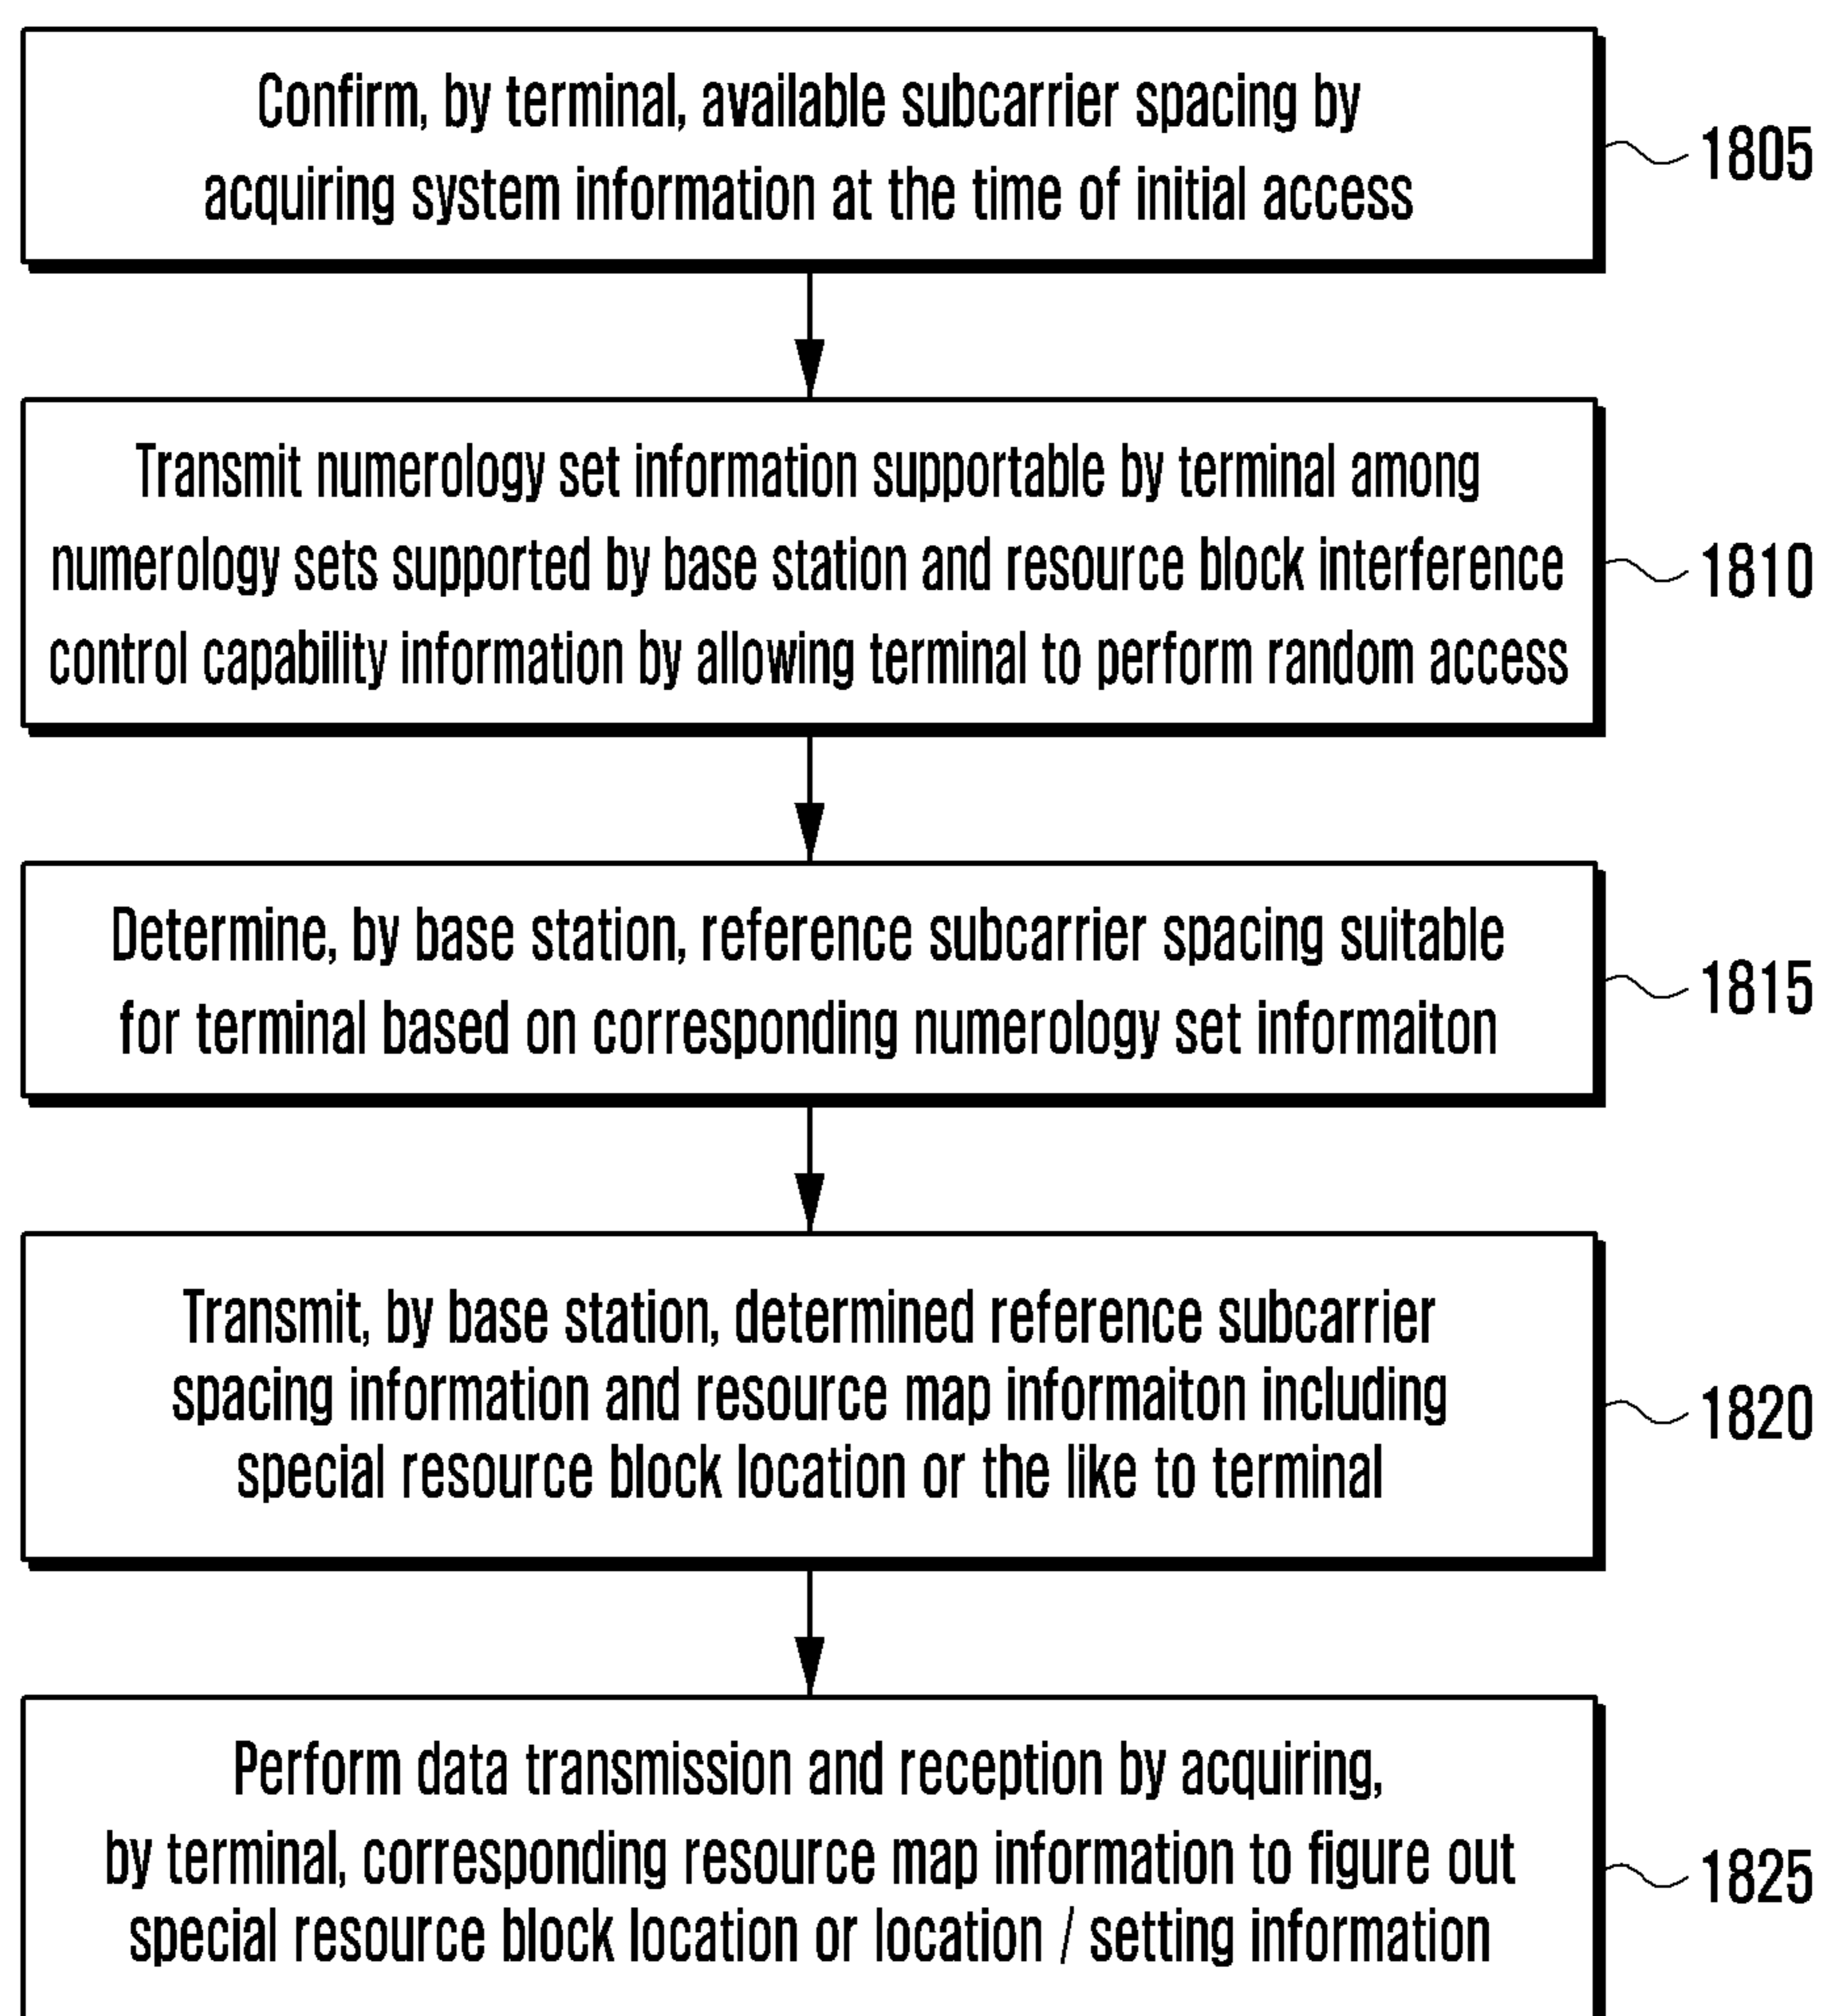 Confirm, by terminal, available subcarrier spacing by
acquiring system information at the time of initial access
1805
Transmit numerology set information supportable by terminal among
numerology sets supported by base station and resource block interference
control capability information by allowing terminal to perform random access
1810
Determine, by base station, reference subcarrier spacing suitable
for terminal based on corresponding numerology set informaiton
1815
Transmit, by base station, determined reference subcarrier
spacing information and resource map informaiton including
special resource block location or the like to terminal
1820
Perform data transmission and reception by acquiring,
by terminal, corresponding resource map information to figure out
special resource block location or location / setting information
1825